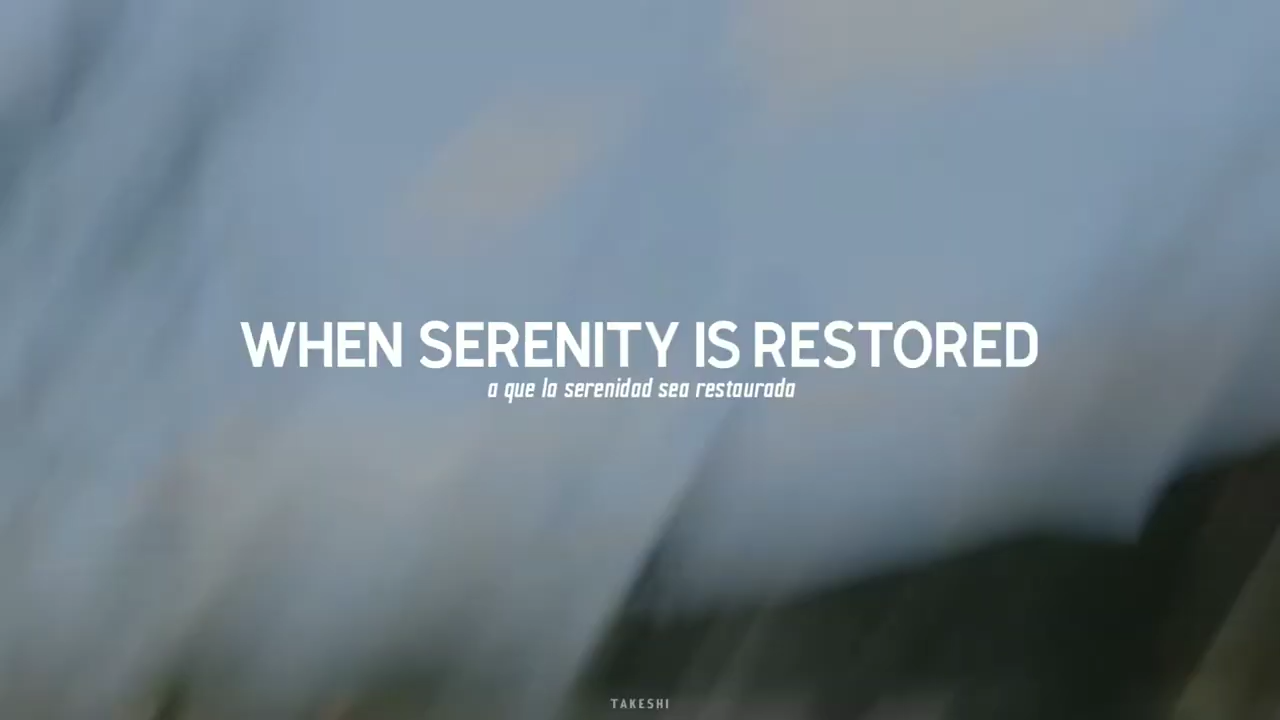 WHEN SERENITY IS RESTORED
a que la serenidad sea restaurada
TAKESHI